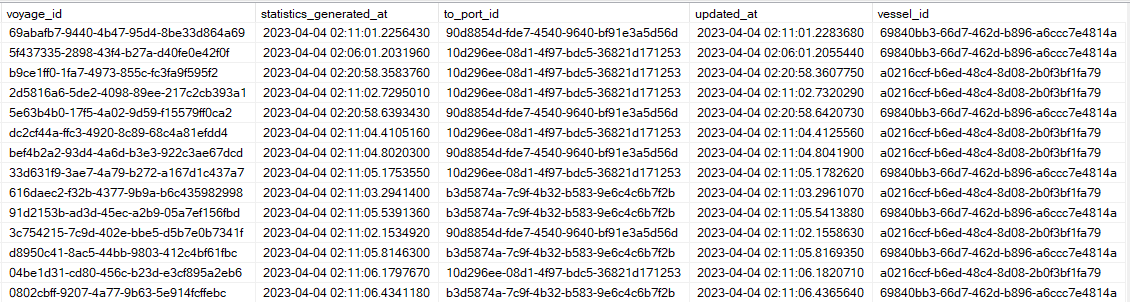 voyage_id statistics_generated_at to_port_id updated_at vessel_id
69abafb7-9440-4b47-95d4-8be33d864a69 2023-04-04 02:11:01.2256430 90d8854d-fde7-4540-9640-bf91e3a5d56d 2023-04-04 02:11:01.2283680 69840bb3-66d7-462d-b896-a6ccc7e4814a
5f437335-2898-43f4-b27a-d40fe0e42f0f 2023-04-04 02:06:01.2031960 10d296ee-08d1-4f97-bdc5-36821d171253 2023-04-04 02:06:01.2055440 69840bb3-66d7-462d-b896-a6ccc7e4814a
b9ce1ff0-1fa7-4973-855c-fc3fa9f595f2 2023-04-04 02:20:58.3583760 10d296ee-08d1-4f97-bdc5-36821d171253 2023-04-04 02:20:58.3607750 a0216ccf-b6ed-48c4-8d08-2b0f3bf1fa79
2d5816a6-5de2-4098-89ee-217c2cb393a1 2023-04-04 02:11:02.7295010 10d296ee-08d1-4f97-bdc5-36821d171253 2023-04-04 02:11:02.7320290 a0216ccf-b6ed-48c4-8d08-2b0f3bf1fa79
5e63b4b0-17f5-4a02-9d59-f15579ff0ca2 2023-04-04 02:20:58.6393430 90d8854d-fde7-4540-9640-bf91e3a5d56d 2023-04-04 02:20:58.6420730 69840bb3-66d7-462d-b896-a6ccc7e4814a
dc2cf44a-ffc3-4920-8c89-68c4a81efdd4 2023-04-04 02:11:04.4105160 10d296ee-08d1-4f97-bdc5-36821d171253 2023-04-04 02:11:04.4125560 a0216ccf-b6ed-48c4-8d08-2b0f3bf1fa79
bef4b2a2-93d4-4a6d-b3e3-922c3ae67dcd 2023-04-04 02:11:04.8020300 90d8854d-fde7-4540-9640-bf91e3a5d56d 2023-04-04 02:11:04.8041900 a0216ccf-b6ed-48c4-8d08-2b0f3bf1fa79
33d631f9-3ae7-4a79-b272-a167d1c437a7 2023-04-04 02:11:05.1753550 10d296ee-08d1-4f97-bdc5-36821d171253 2023-04-04 02:11:05.1782620 69840bb3-66d7-462d-b896-a6ccc7e4814a
616daec2-f32b-4377-9b9a-b6c435982998 2023-04-04 02:11:03.2941400 b3d5874a-7c9f-4b32-b583-9e6c4c6b7f2b 2023-04-04 02:11:03.2961070 a0216ccf-b6ed-48c4-8d08-2b0f3bf1fa79
91d2153b-ad3d-45ec-a2b9-05a7ef156fbd 2023-04-04 02:11:05.5391360 b3d5874a-7c9f-4b32-b583-9e6c4c6b7f2b 2023-04-04 02:11:05.5413880 69840bb3-66d7-462d-b896-a6ccc7e4814a
3c754215-7c9d-402e-bbe5-d5b7e0b7341f 2023-04-04 02:11:02.1534920 b3d5874a-7c9f-4b32-b583-9e6c4c6b7f2b 2023-04-04 02:11:02.1558630 a0216ccf-b6ed-48c4-8d08-2b0f3bf1fa79
d8950c41-8ac5-44bb-9803-412c4bf61fbc 2023-04-04 02:11:05.8146300 b3d5874a-7c9f-4b32-b583-9e6c4c6b7f2b 2023-04-04 02:11:05.8169350 69840bb3-66d7-462d-b896-a6ccc7e4814a
04be1d31-cd80-456c-b23d-e3cf895a2eb6 2023-04-04 02:11:06.1797670 10d296ee-08d1-4f97-bdc5-36821d171253 2023-04-04 02:11:06.1820710 a0216ccf-b6ed-48c4-8d08-2b0f3bf1fa79
0802cbff-9207-4a77-9b63-5e914fcffebc 2023-04-04 02:11:06.4341180 b3d5874a-7c9f-4b32-b583-9e6c4c6b7f2b 2023-04-04 02:11:06.4365640 69840bb3-66d7-462d-b896-a6ccc7e4814a